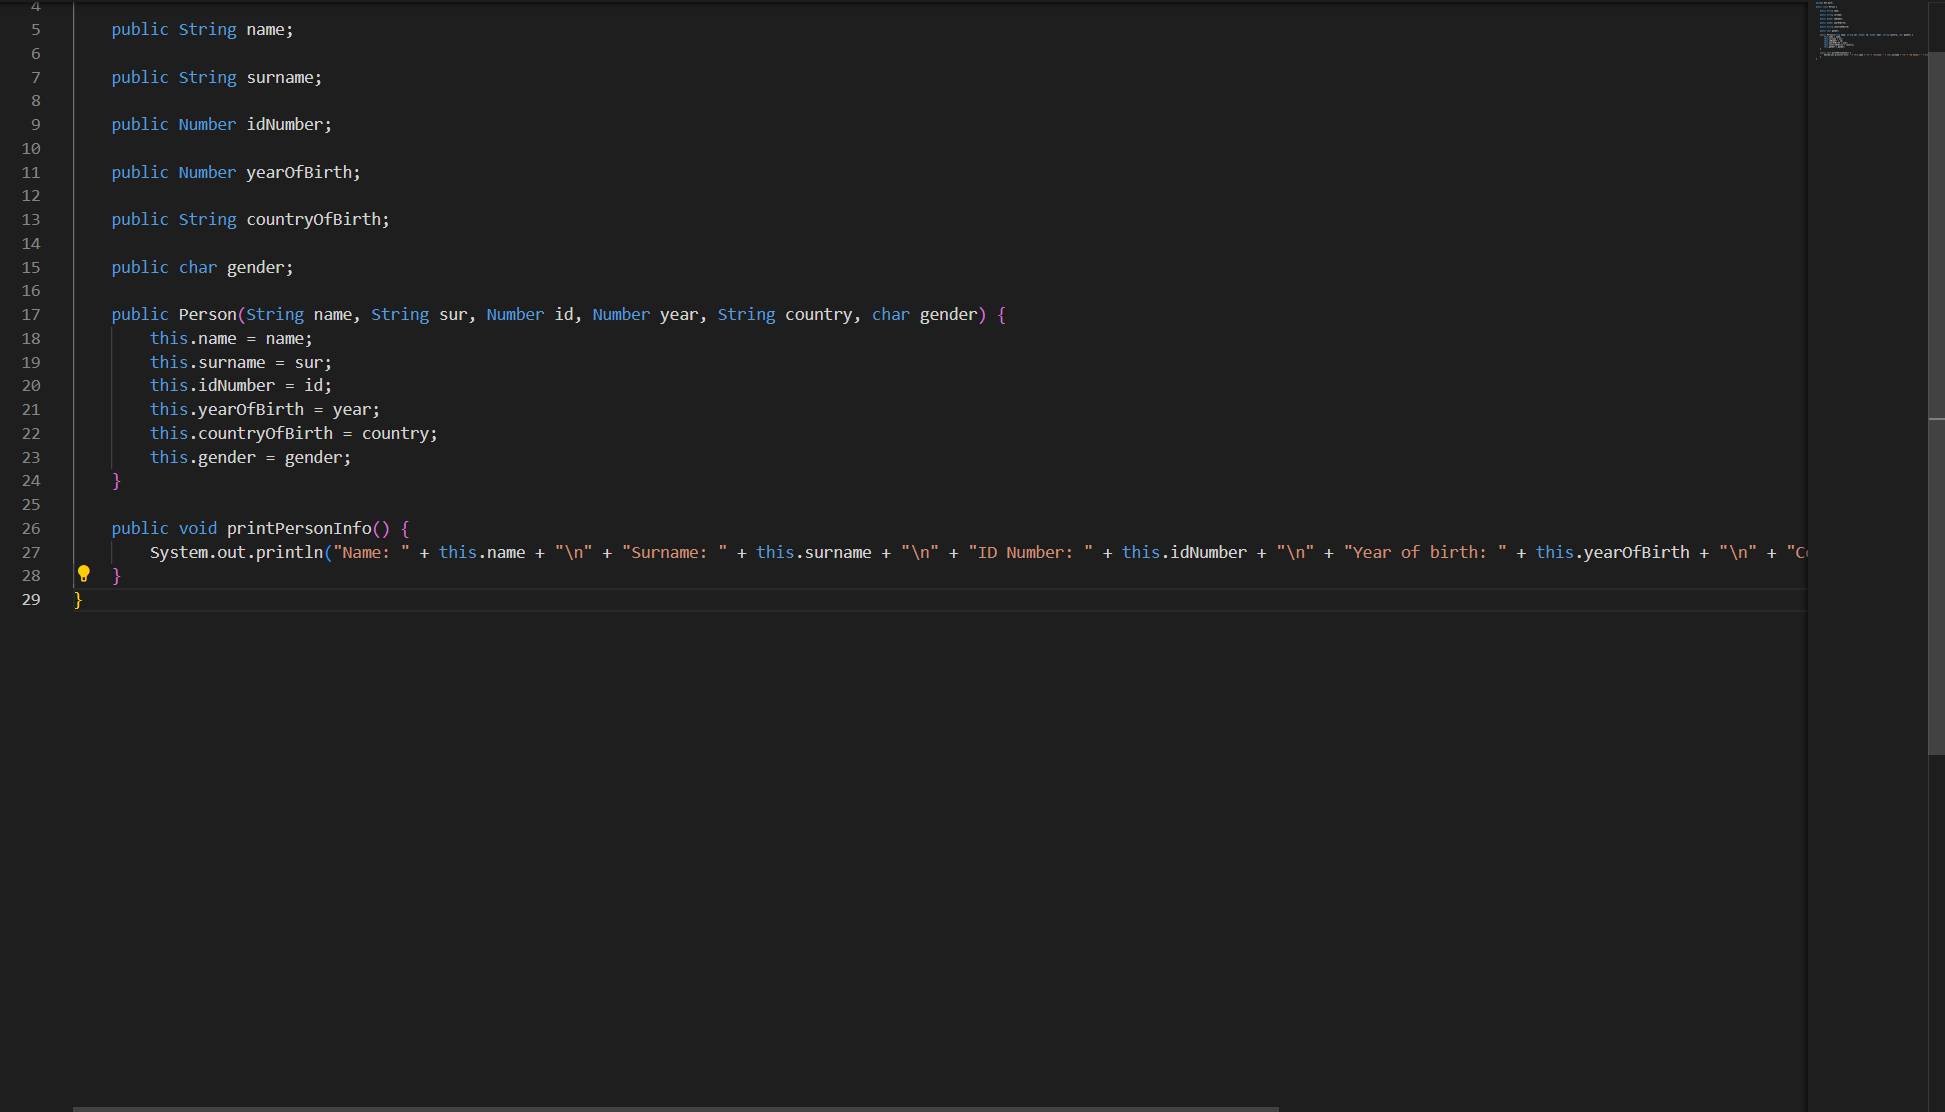 4
5 public String name;
6
7 public String surname;
8
9 public Number idNumber;
10
11 public Number yearOfBirth;
12
13 public String countryOfBirth;
14
15 public char gender;
16
17 public Person(String name, String sur, Number id, Number year, String country, char gender) {
18 this.name = name;
19 this.surname = sur;
20 this.idNumber = id;
21 this.yearOfBirth = year;
22 this.countryOfBirth = country;
23 this.gender = gender;
24 }
25
26 public void printPersonInfo() {
27 System.out.println("Name: " + this.name + "\n" + "Surname: " + this.surname + "\n" + "ID Number: " + this.idNumber + "\n" + "Year of birth: " + this.yearOfBirth + "\n" + "C
28 }
29 }